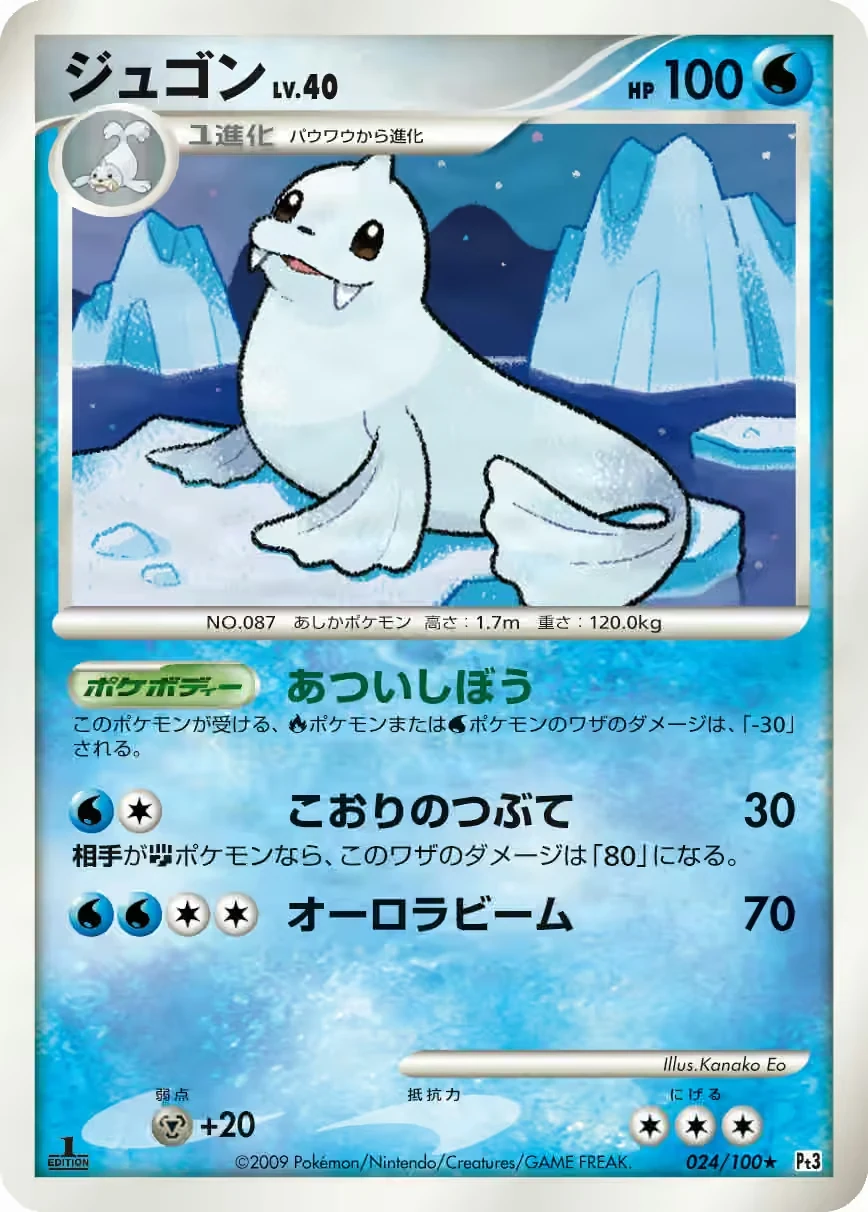 ジュゴン LV.40 HP 100
1進化 パウワウから進化
NO.087 あしかポケモン 高さ：1.7m 重さ：120.0kg
ポケボディー あついしぼう
このポケモンが受ける、ポケモンまたはポケモンのワザのダメージは、「-30」
される。
こおりのつぶて 30
相手がポケモンなら、このワザのダメージは「80」になる。
オーロラビーム 70
Illus.Kanako Eo
弱点 抵抗力 にげる
+20
1 EDITION ©2009 Pokémon/Nintendo/Creatures/GAME FREAK. 024/100★ Pt3